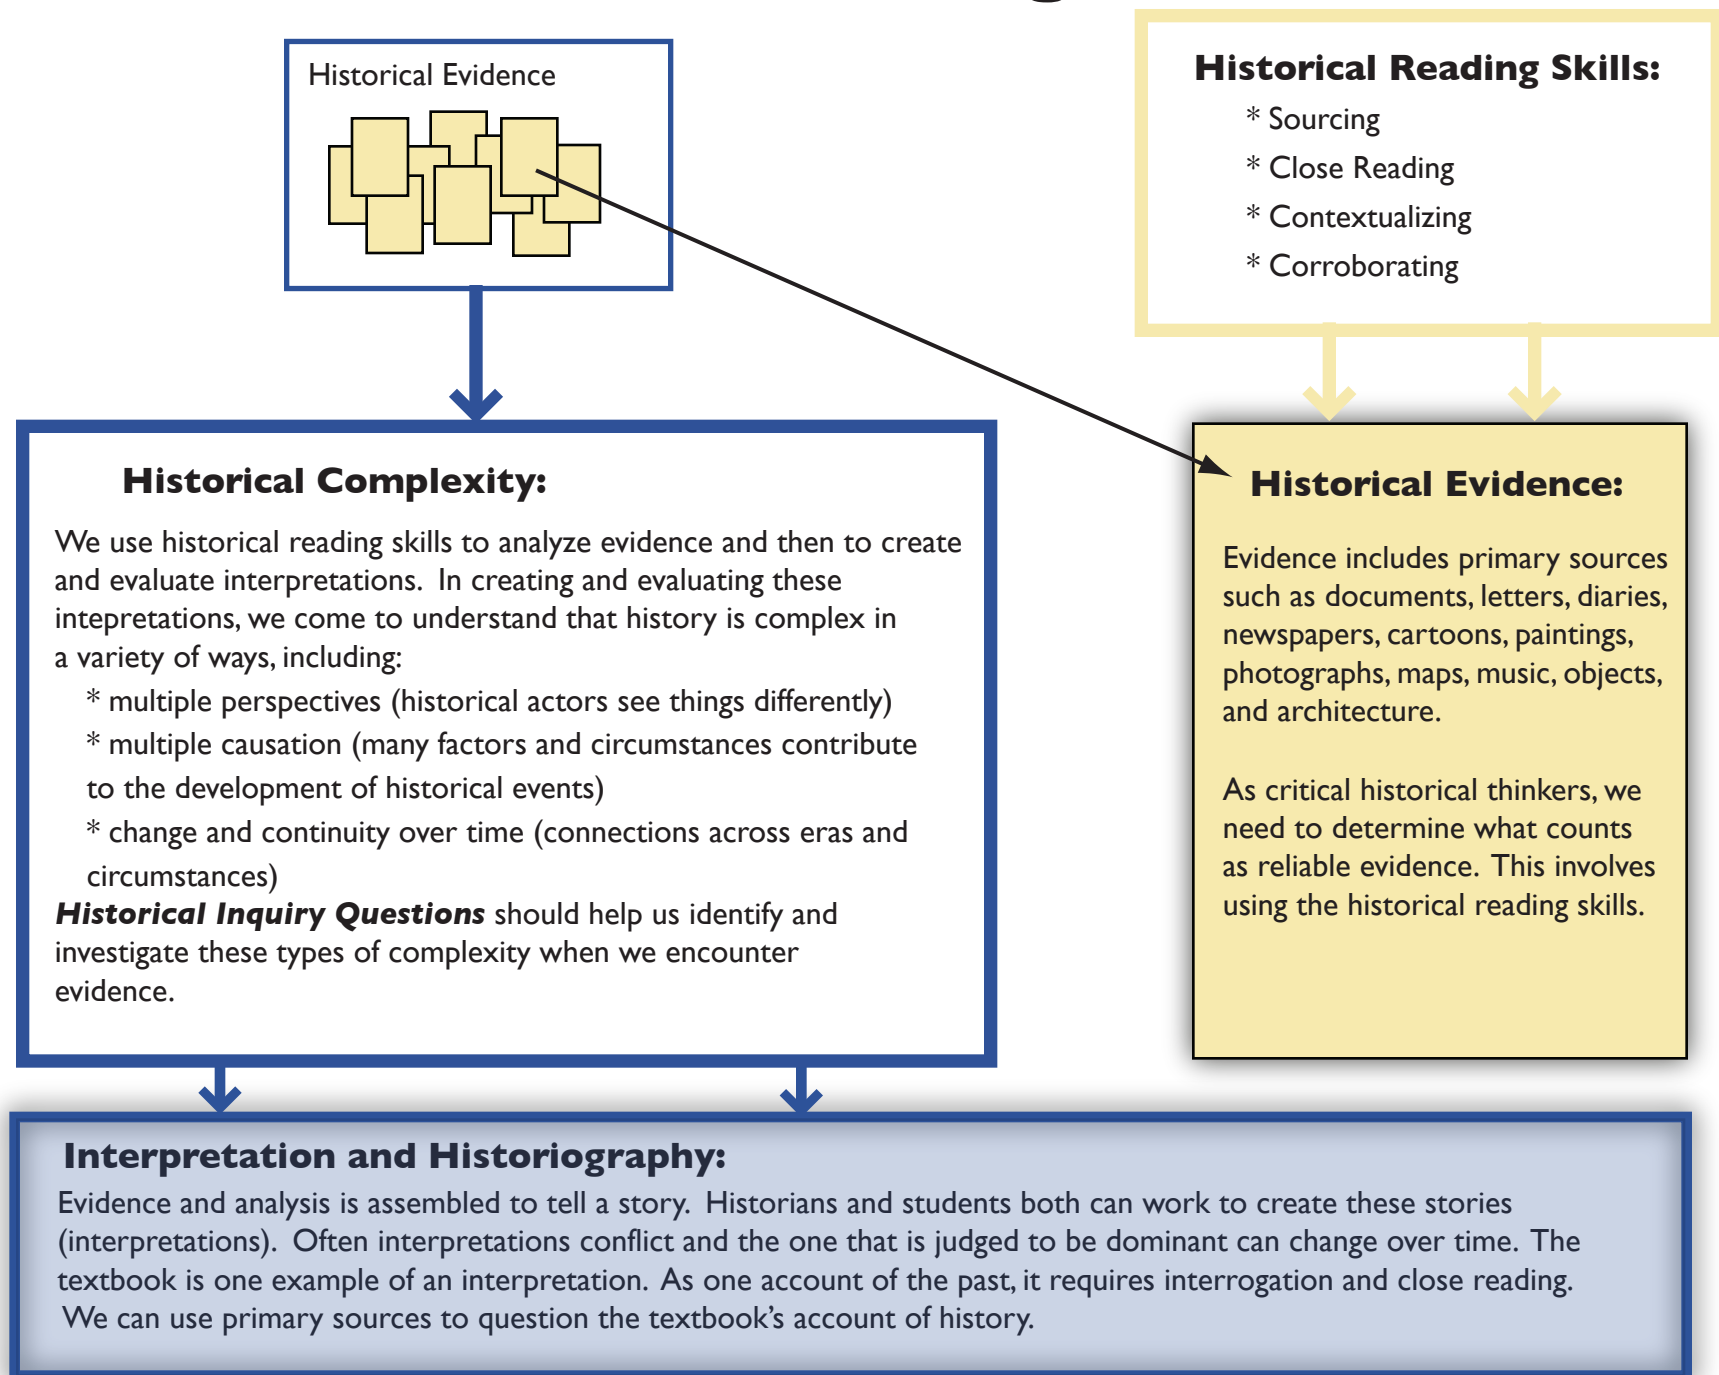 Historical Evidence
Historical Reading Skills:
* Sourcing
* Close Reading
* Contextualizing
* Corroborating
Historical Complexity:
We use historical reading skills to analyze evidence and then to create
and evaluate interpretations. In creating and evaluating these
intepretations, we come to understand that history is complex in
a variety of ways, including:
* multiple perspectives (historical actors see things differently)
* multiple causation (many factors and circumstances contribute
to the development of historical events)
* change and continuity over time (connections across eras and
circumstances)
Historical Inquiry Questions should help us identify and
investigate these types of complexity when we encounter
evidence.
Historical Evidence:
Evidence includes primary sources
such as documents, letters, diaries,
newspapers, cartoons, paintings,
photographs, maps, music, objects,
and architecture.
As critical historical thinkers, we
need to determine what counts
as reliable evidence. This involves
using the historical reading skills.
Interpretation and Historiography:
Evidence and analysis is assembled to tell a story. Historians and students both can work to create these stories
(interpretations). Often interpretations conflict and the one that is judged to be dominant can change over time. The
textbook is one example of an interpretation. As one account of the past, it requires interrogation and close reading.
We can use primary sources to question the textbook's account of history.